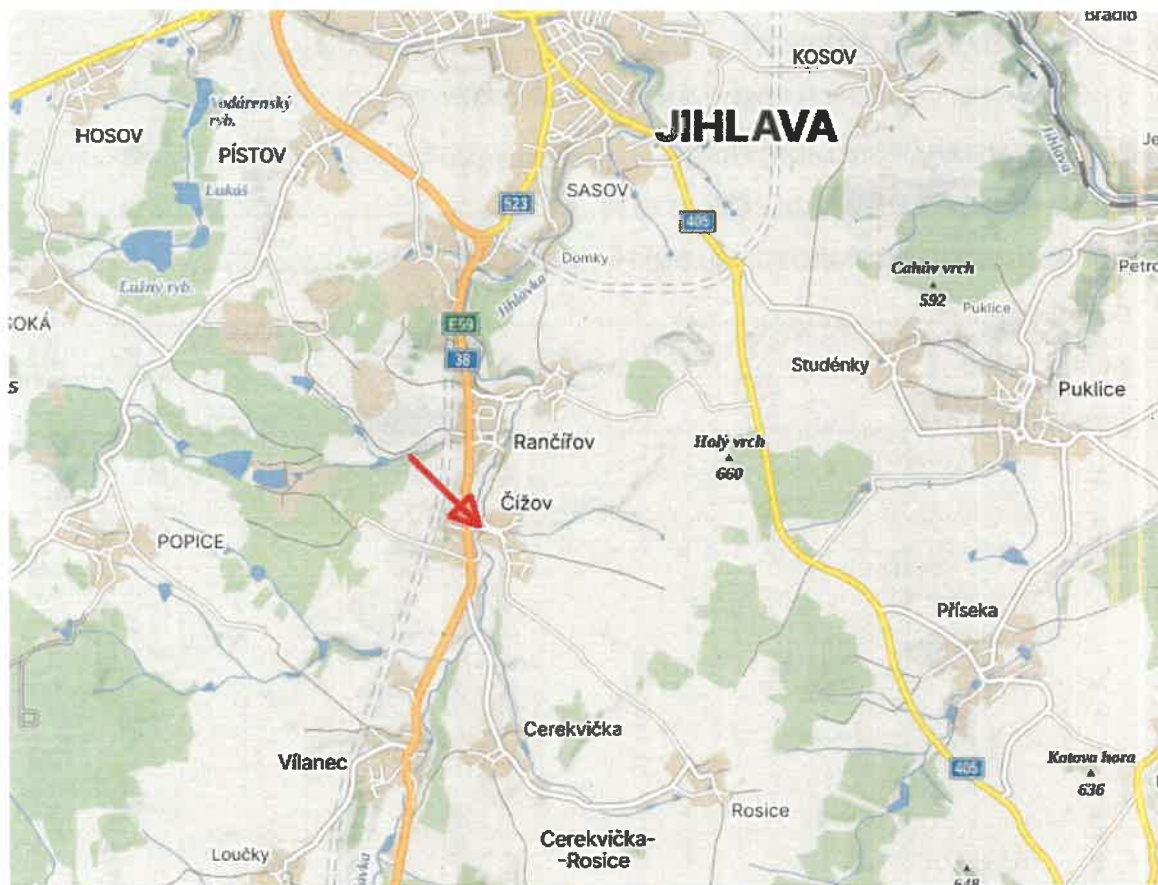 Bradlo
KOSOV
JIHLAVA
Vodárenský
ryb.
HOSOV
PÍSTOV
Jihlava
Lukáš
SASOV
523
405
Domky
Cahův vrch
592
Lužný ryb.
Jihlávka
Puklice
E59
38
Studénky
Puklice
Rančířov
Holý vrch
660
Čížov
POPICE
Příseka
Cerekvička
Vílanec
405
Katova hora
636
Rosice
Cerekvička-
-Rosice
Loučky
648